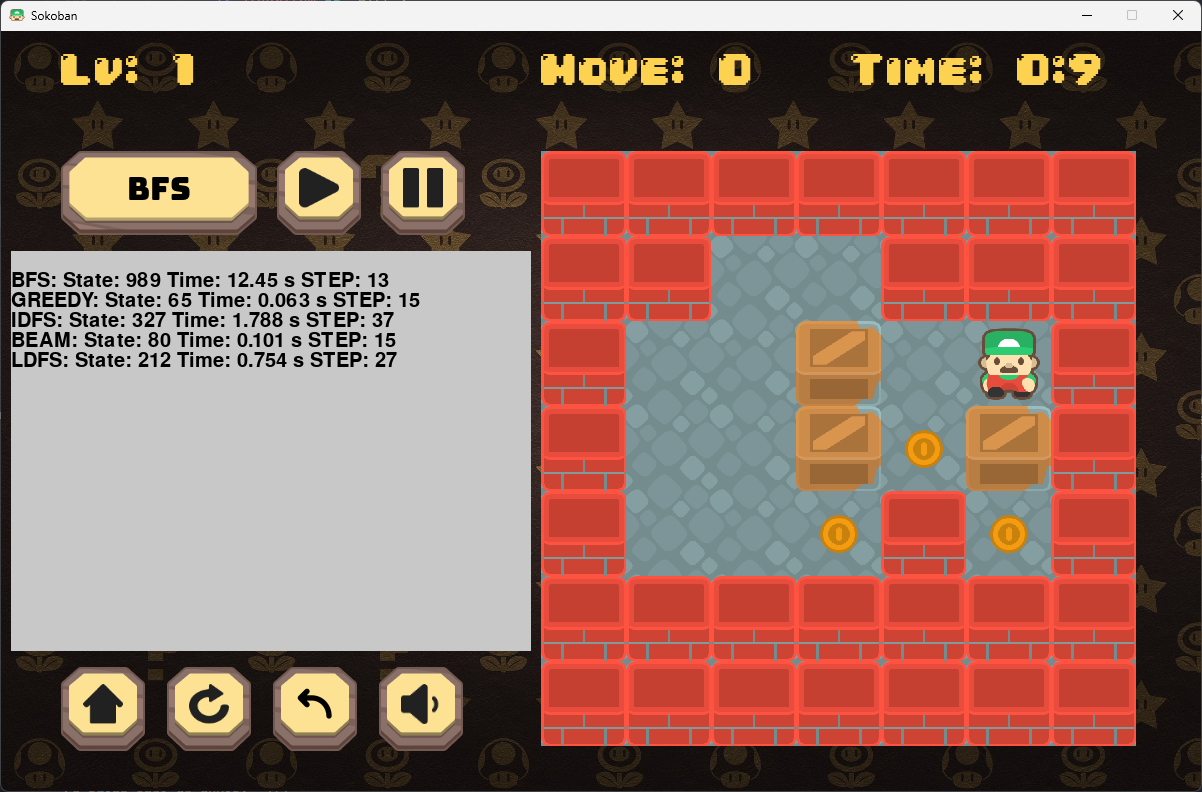 Sokoban
Lv: 1
Move: 0
Time: 0:9
BFS
BFS: State: 989 Time: 12.45 s STEP: 13
GREEDY: State: 65 Time: 0.063 s STEP: 15
IDFS: State: 327 Time: 1.788 s STEP: 37
BEAM: State: 80 Time: 0.101 s STEP: 15
LDFS: State: 212 Time: 0.754 s STEP: 27